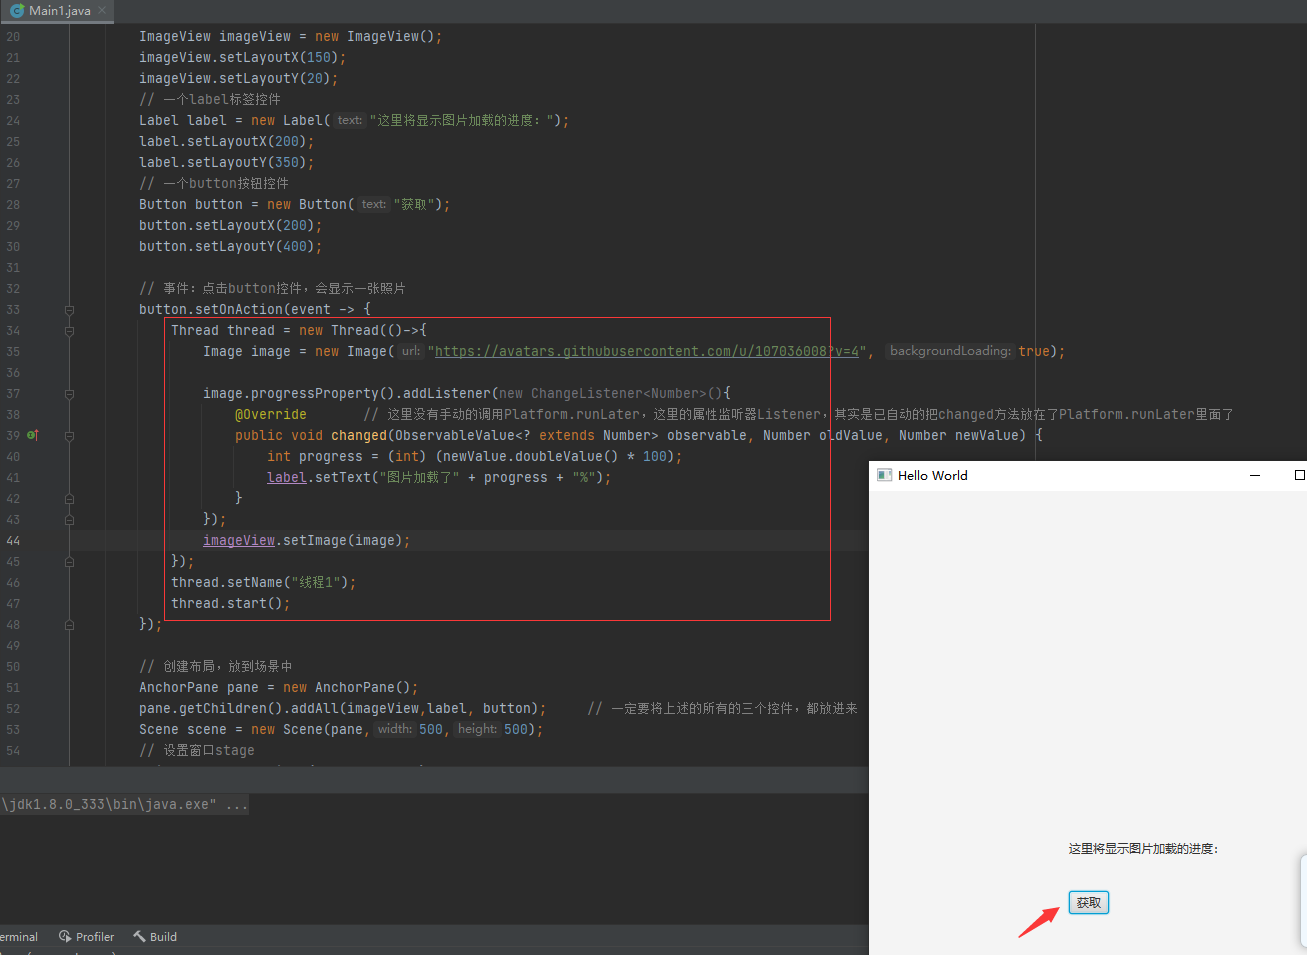 Main1.java
20 ImageView imageView = new ImageView();
21 imageView.setLayoutX(150);
22 imageView.setLayoutY(20);
23 // 一个label标签控件
24 Label label = new Label( text: "这里将显示图片加载的进度：");
25 label.setLayoutX(200);
26 label.setLayoutY(350);
27 // 一个button按钮控件
28 Button button = new Button( text: "获取");
29 button.setLayoutX(200);
30 button.setLayoutY(400);
31
32 // 事件：点击button控件，会显示一张照片
33 button.setOnAction(event -> {
34 Thread thread = new Thread(()->{
35 Image image = new Image( url: "https://avatars.githubusercontent.com/u/107036008?v=4", backgroundLoading: true);
36
37 image.progressProperty().addListener(new ChangeListener<Number>(){
38 @Override // 这里没有手动的调用Platform.runLater，这里的属性监听器Listener，其实是已自动的把changed方法放在了Platform.runLater里面了
39 public void changed(ObservableValue<? extends Number> observable, Number oldValue, Number newValue) {
40 int progress = (int) (newValue.doubleValue() * 100);
41 label.setText("图片加载了" + progress + "%");
42 }
43 });
44 imageView.setImage(image);
45 });
46 thread.setName("线程1");
47 thread.start();
48 });
49
50 // 创建布局，放到场景中
51 AnchorPane pane = new AnchorPane();
52 pane.getChildren().addAll(imageView,label, button); // 一定要将上述的所有的三个控件，都放进来
53 Scene scene = new Scene(pane, width: 500, height: 500);
54 // 设置窗口stage
\jdk1.8.0_333\bin\java.exe" ...
Hello World
这里将显示图片加载的进度：
获取
erminal Profiler Build